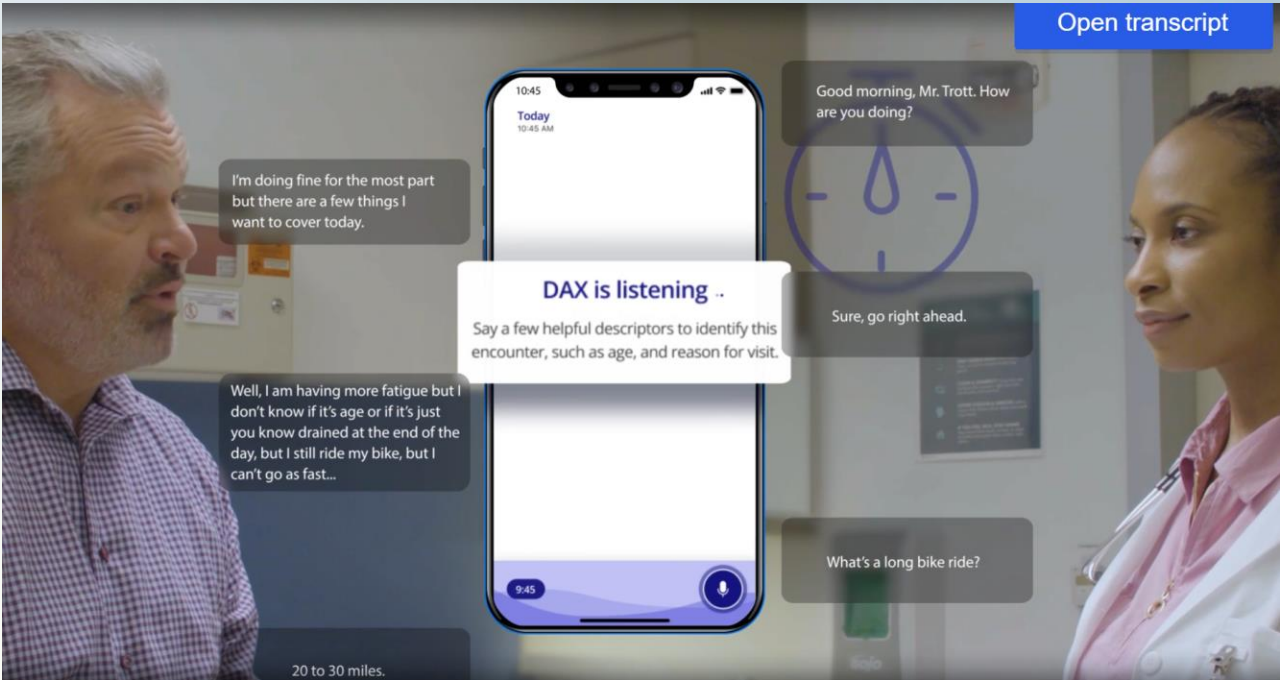 Open transcript
10:45
Today
10:45 AM
Good morning, Mr. Trott. How
are you doing?
I'm doing fine for the most part
but there are a few things I
want to cover today.
DAX is listening ..
Say a few helpful descriptors to identify this
encounter, such as age, and reason for visit.
Sure, go right ahead.
Well, I am having more fatigue but I
don't know if it's age or if it's just
you know drained at the end of the
day, but I still ride my bike, but I
can't go as fast...
What's a long bike ride?
9:45
20 to 30 miles.
GOJO